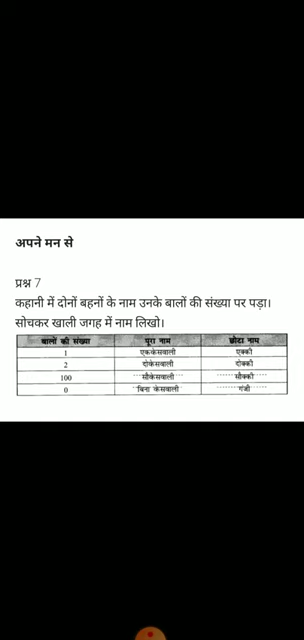 अपने मन से
प्रश्न 7
कहानी में दोनों बहनों के नाम उनके बालों की संख्या पर पड़ा।
सोचकर खाली जगह में नाम लिखो।
बालों की संख्या पूरा नाम छोटा नाम
1 एककेसवाली एक्की
2 दोकेसवाली दोक्की
100 सौकेसवाली सौक्की
0 बिना केसवाली गंजी